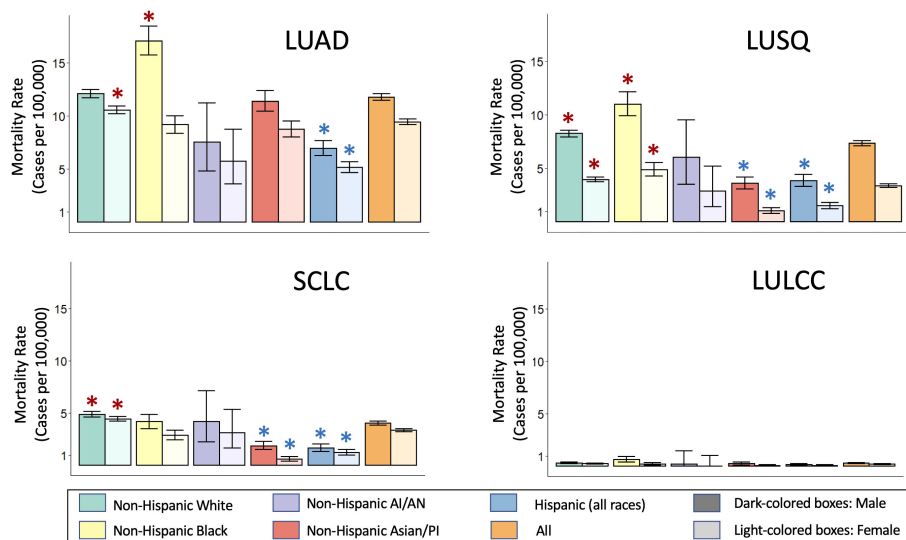 LUAD
Mortality Rate
(Cases per 100,000)
15
10
5
1
*
*
*
*
LUSQ
Mortality Rate
(Cases per 100,000)
15
10
5
1
*
*
*
*
*
*
*
SCLC
Mortality Rate
(Cases per 100,000)
15
10
5
1
*
*
*
*
*
*
LULCC
Mortality Rate
(Cases per 100,000)
15
10
5
1
Non-Hispanic White
Non-Hispanic AI/AN
Hispanic (all races)
Dark-colored boxes: Male
Non-Hispanic Black
Non-Hispanic Asian/PI
All
Light-colored boxes: Female